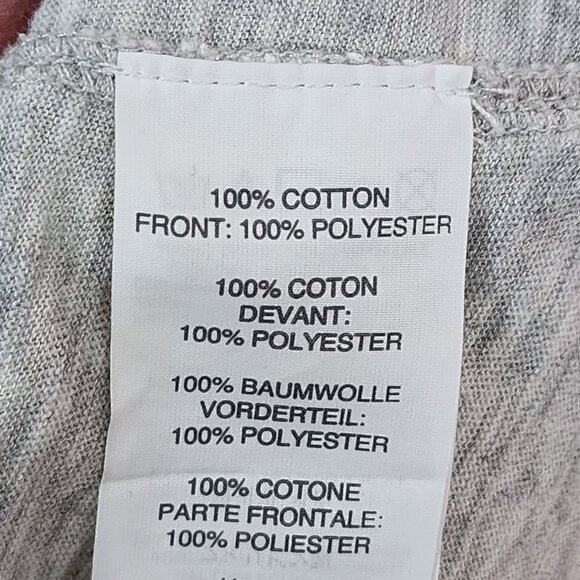 100% COTTON
FRONT: 100% POLYESTER
100% COTON
DEVANT:
100% POLYESTER
100% BAUMWOLLE
VORDERTEIL:
100% POLYESTER
100% COTONE
PARTE FRONTALE:
100% POLIESTER